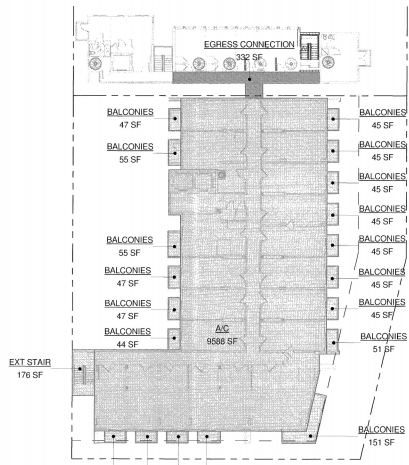 EGRESS CONNECTION
332 SF
BALCONIES
47 SF
BALCONIES
45 SF
BALCONIES
55 SF
BALCONIES
45 SF
BALCONIES
45 SF
BALCONIES
45 SF
BALCONIES
55 SF
BALCONIES
45 SF
BALCONIES
47 SF
BALCONIES
45 SF
BALCONIES
47 SF
BALCONIES
45 SF
BALCONIES
44 SF
A/C
9588 SF
BALCONIES
51 SF
EXT STAIR
176 SF
BALCONIES
151 SF